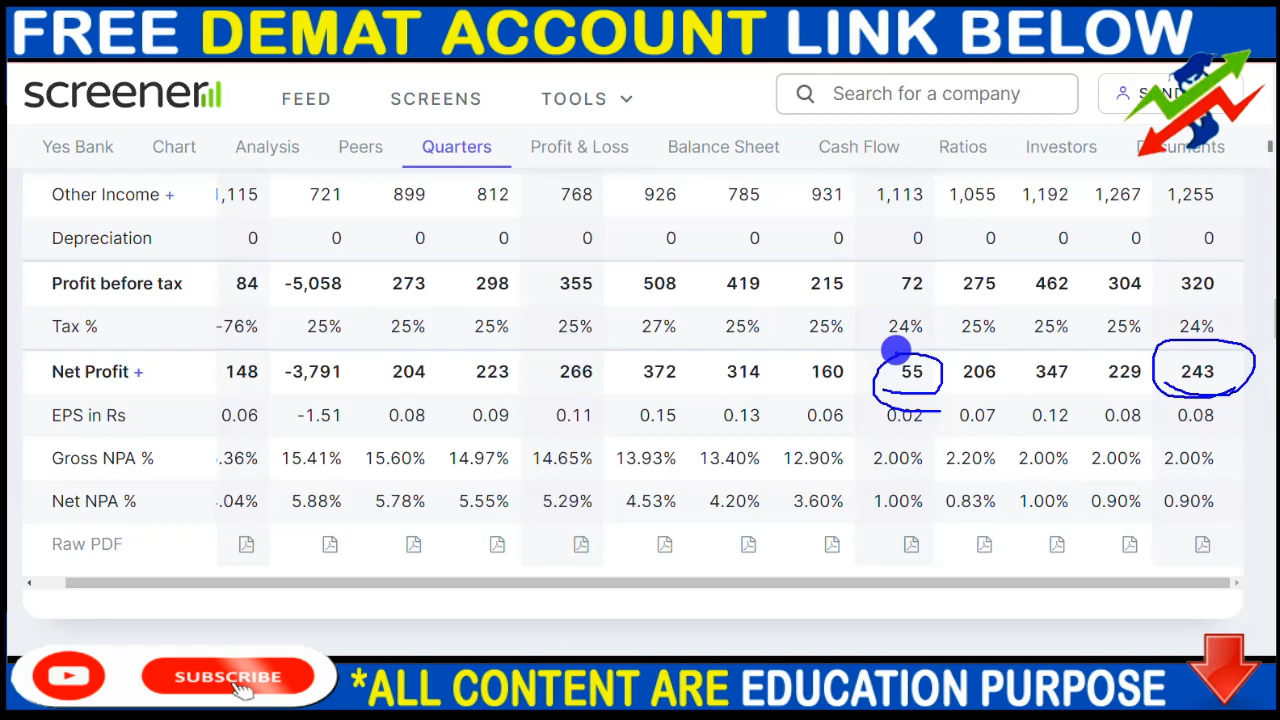 FREE DEMAT ACCOUNT LINK BELOW
screener FEED SCREENS TOOLS Search for a company
Yes Bank Chart Analysis Peers Quarters Profit & Loss Balance Sheet Cash Flow Ratios Investors Documents
Other Income + 1,115 721 899 812 768 926 785 931 1,113 1,055 1,192 1,267 1,255
Depreciation 0 0 0 0 0 0 0 0 0 0 0 0 0
Profit before tax 84 -5,058 273 298 355 508 419 215 72 275 462 304 320
Tax % -76% 25% 25% 25% 25% 27% 25% 25% 24% 25% 25% 25% 24%
Net Profit + 148 -3,791 204 223 266 372 314 160 55 206 347 229 243
EPS in Rs 0.06 -1.51 0.08 0.09 0.11 0.15 0.13 0.06 0.02 0.07 0.12 0.08 0.08
Gross NPA % .36% 15.41% 15.60% 14.97% 14.65% 13.93% 13.40% 12.90% 2.00% 2.20% 2.00% 2.00% 2.00%
Net NPA % .04% 5.88% 5.78% 5.55% 5.29% 4.53% 4.20% 3.60% 1.00% 0.83% 1.00% 0.90% 0.90%
Raw PDF
SUBSCRIBE *ALL CONTENT ARE EDUCATION PURPOSE